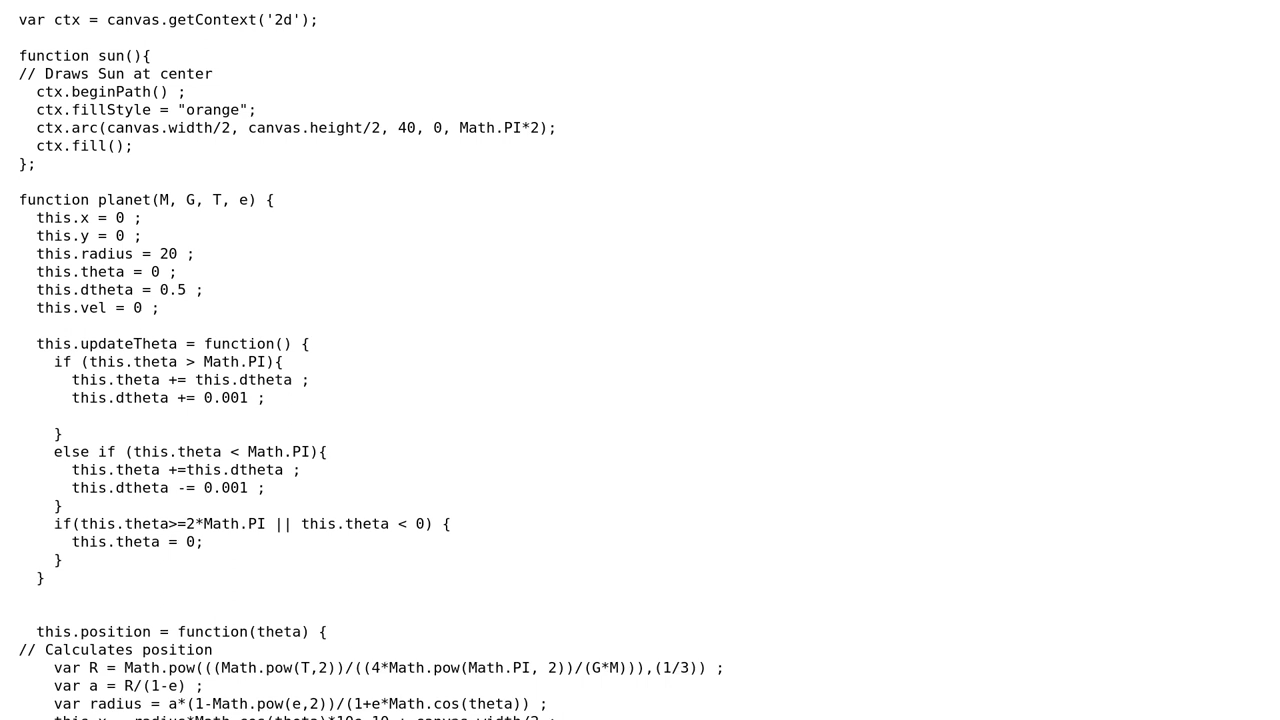 var ctx = canvas.getContext('2d');
function sun(){
// Draws Sun at center
ctx.beginPath() ;
ctx.fillStyle = "orange";
ctx.arc(canvas.width/2, canvas.height/2, 40, 0, Math.PI*2);
ctx.fill();
};
function planet(M, G, T, e) {
this.x = 0 ;
this.y = 0 ;
this.radius = 20 ;
this.theta = 0 ;
this.dtheta = 0.5 ;
this.vel = 0 ;
this.updateTheta = function() {
if (this.theta > Math.PI){
this.theta += this.dtheta ;
this.dtheta += 0.001 ;
}
else if (this.theta < Math.PI){
this.theta +=this.dtheta ;
this.dtheta -= 0.001 ;
}
if(this.theta>=2*Math.PI || this.theta < 0) {
this.theta = 0;
}
}
this.position = function(theta) {
// Calculates position
var R = Math.pow(((Math.pow(T,2))/((4*Math.pow(Math.PI, 2))/(G*M))),(1/3)) ;
var a = R/(1-e) ;
var radius = a*(1-Math.pow(e,2))/(1+e*Math.cos(theta)) ;